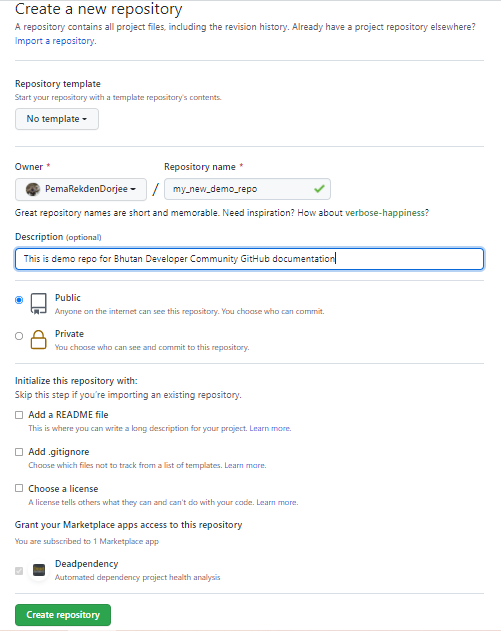 Create a new repository
A repository contains all project files, including the revision history. Already have a project repository elsewhere?
Import a repository.
Repository template
Start your repository with a template repository's contents.
No template
Owner *
Repository name *
PemaRekdenDorjee
/
my_new_demo_repo
Great repository names are short and memorable. Need inspiration? How about verbose-happiness?
Description (optional)
This is demo repo for Bhutan Developer Community GitHub documentation
Public
Anyone on the internet can see this repository. You choose who can commit.
Private
You choose who can see and commit to this repository.
Initialize this repository with:
Skip this step if you're importing an existing repository.
Add a README file
This is where you can write a long description for your project. Learn more.
Add .gitignore
Choose which files not to track from a list of templates. Learn more.
Choose a license
A license tells others what they can and can't do with your code. Learn more.
Grant your Marketplace apps access to this repository
You are subscribed to 1 Marketplace app
Deadpendency
Automated dependency project health analysis
Create repository